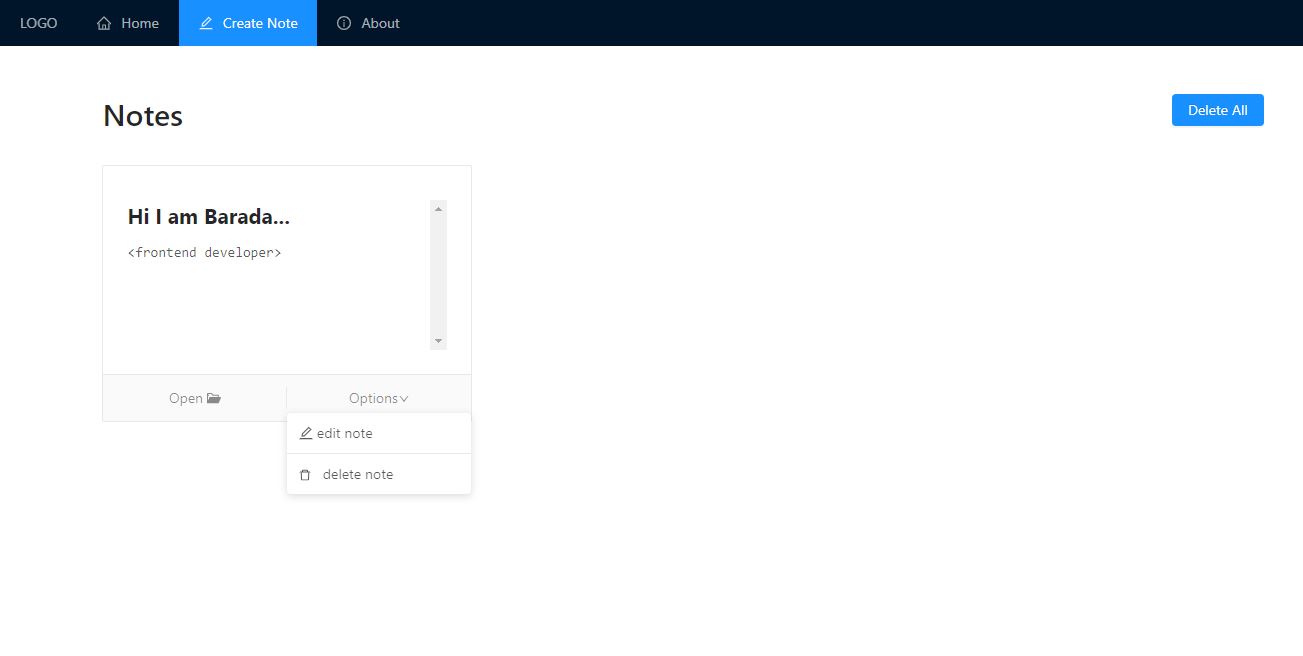 LOGO Home Create Note About
Notes
Delete All
Hi I am Barada...
<frontend developer>
Open Options
edit note
delete note